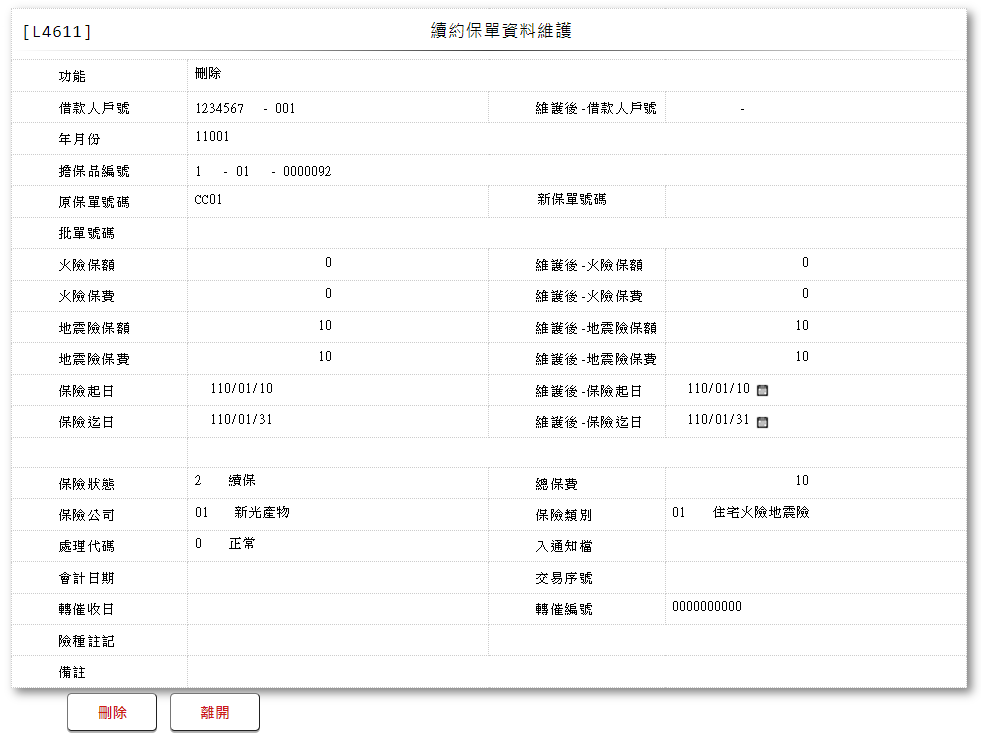 [L4611] 續約保單資料維護
功能 刪除
借款人戶號 1234567 - 001 維護後-借款人戶號 -
年月份 11001
擔保品編號 1 - 01 - 0000092
原保單號碼 CC01 新保單號碼
批單號碼
火險保額 0 維護後-火險保額 0
火險保費 0 維護後-火險保費 0
地震險保額 10 維護後-地震險保額 10
地震險保費 10 維護後-地震險保費 10
保險起日 110/01/10 維護後-保險起日 110/01/10
保險迄日 110/01/31 維護後-保險迄日 110/01/31
保險狀態 2 續保 總保費 10
保險公司 01 新光產物 保險類別 01 住宅火險地震險
處理代碼 0 正常 入通知檔
會計日期 交易序號
轉催收日 轉催編號 0000000000
險種註記
備註
刪除 離開